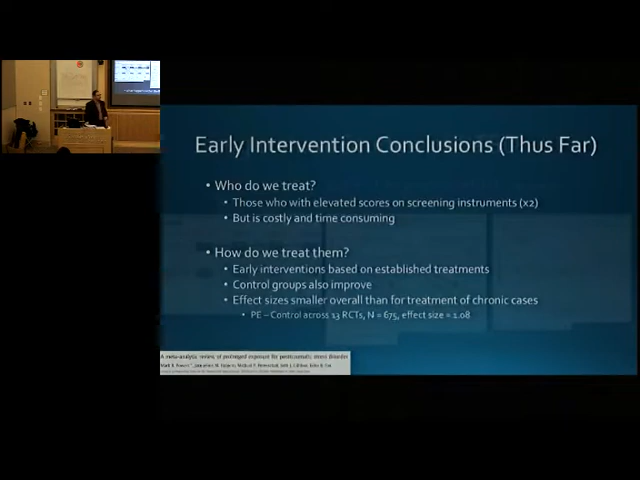 Early Intervention Conclusions (Thus Far)
• Who do we treat?
• Those who with elevated scores on screening instruments (x2)
• But is costly and time consuming
• How do we treat them?
• Early interventions based on established treatments
• Control groups also improve
• Effect sizes smaller overall than for treatment of chronic cases
• PE – Control across 13 RCTs, N = 675, effect size = 1.08
A meta-analytic review of prolonged exposure for posttraumatic stress disorder